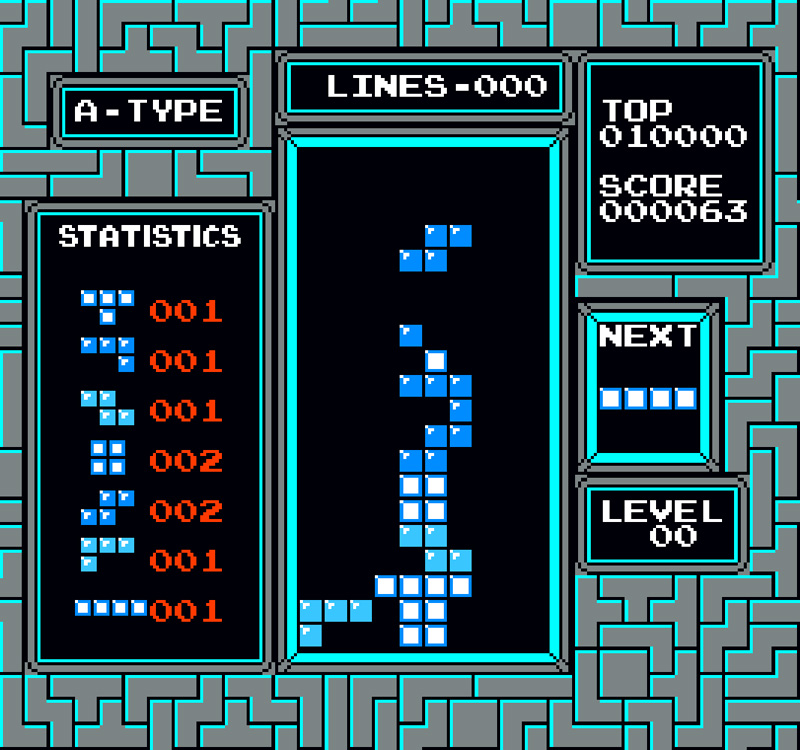 A-TYPE
LINES-000
TOP
010000
SCORE
000063
STATISTICS
001
001
001
002
002
001
001
NEXT
LEVEL
00